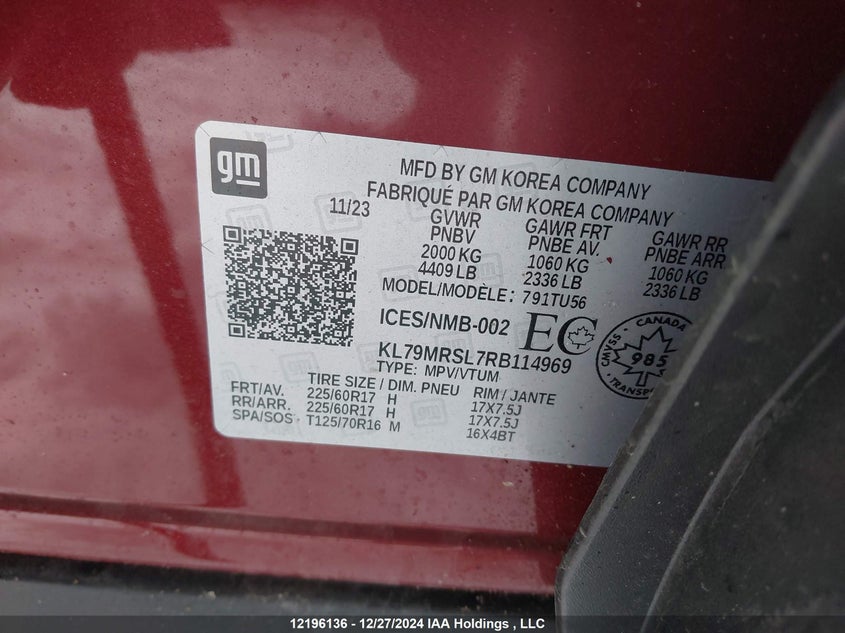 gm
MFD BY GM KOREA COMPANY
FABRIQUÉ PAR GM KOREA COMPANY
11/23
GVWR GAWR FRT GAWR RR
PNBV PNBE AV. PNBE ARR
2000 KG 1060 KG 1060 KG
4409 LB 2336 LB 2336 LB
MODEL/MODÈLE: 791TU56
ICES/NMB-002 EC
KL79MRSL7RB114969
TYPE: MPV/VTUM
CANADA
CMVSS
985
TIRE SIZE / DIM. PNEU RIM / JANTE
FRT/AV. 225/60R17 H 17X7.5J
RR/ARR. 225/60R17 H 17X7.5J
SPA/SOS T125/70R16 M 16X4BT
12196136 - 12/27/2024 IAA Holdings , LLC